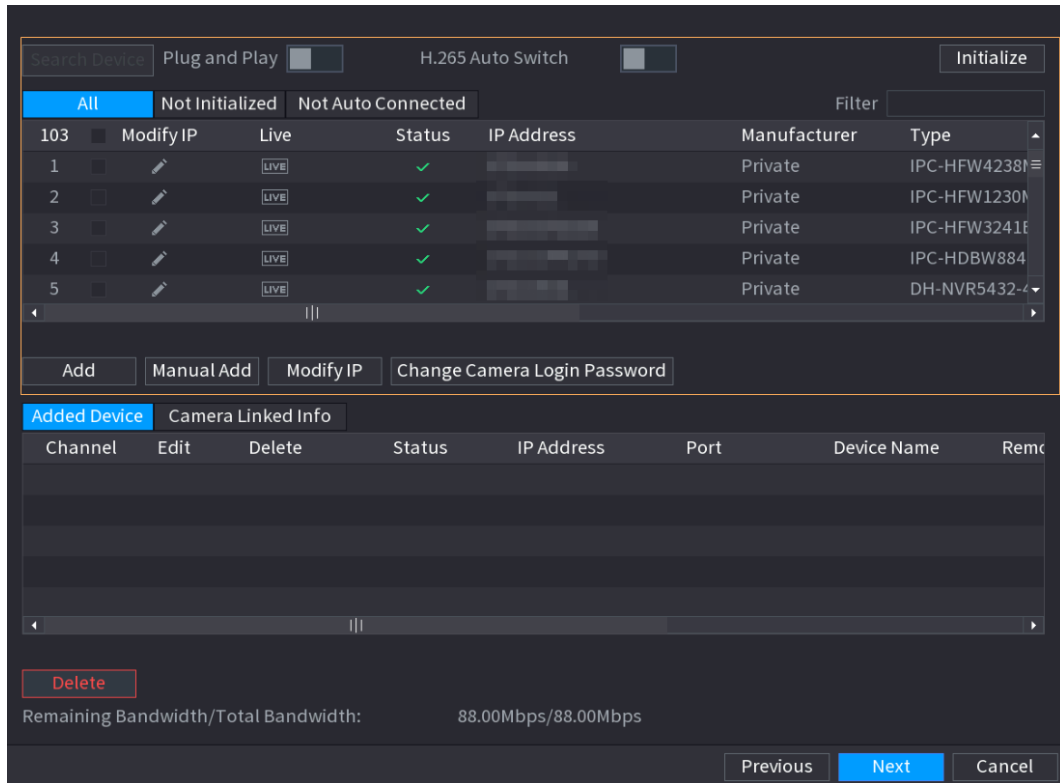 Search Device Plug and Play H.265 Auto Switch Initialize
All Not Initialized Not Auto Connected Filter
103 Modify IP Live Status IP Address Manufacturer Type
1 LIVE Private IPC-HFW4238
2 LIVE Private IPC-HFW1230
3 LIVE Private IPC-HFW3241
4 LIVE Private IPC-HDBW884
5 LIVE Private DH-NVR5432-
Add Manual Add Modify IP Change Camera Login Password
Added Device Camera Linked Info
Channel Edit Delete Status IP Address Port Device Name Remo
Delete
Remaining Bandwidth/Total Bandwidth: 88.00Mbps/88.00Mbps
Previous Next Cancel